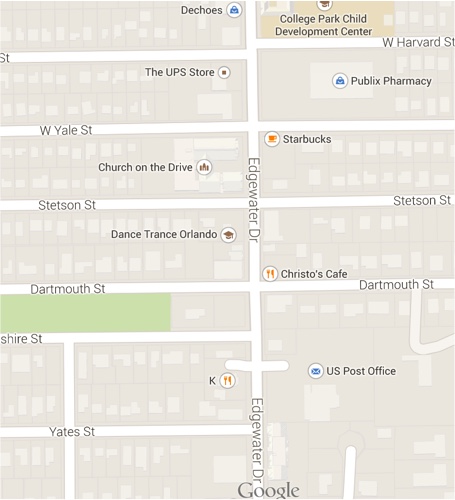 Dechoes
College Park Child
Development Center
W Harvard St
St
The UPS Store
Publix Pharmacy
W Yale St
Starbucks
Church on the Drive
Edgewater Dr
Stetson St
Stetson St
Dance Trance Orlando
Christo's Cafe
Dartmouth St
Dartmouth St
shire St
K
US Post Office
Edgewater Dr
Yates St
Google